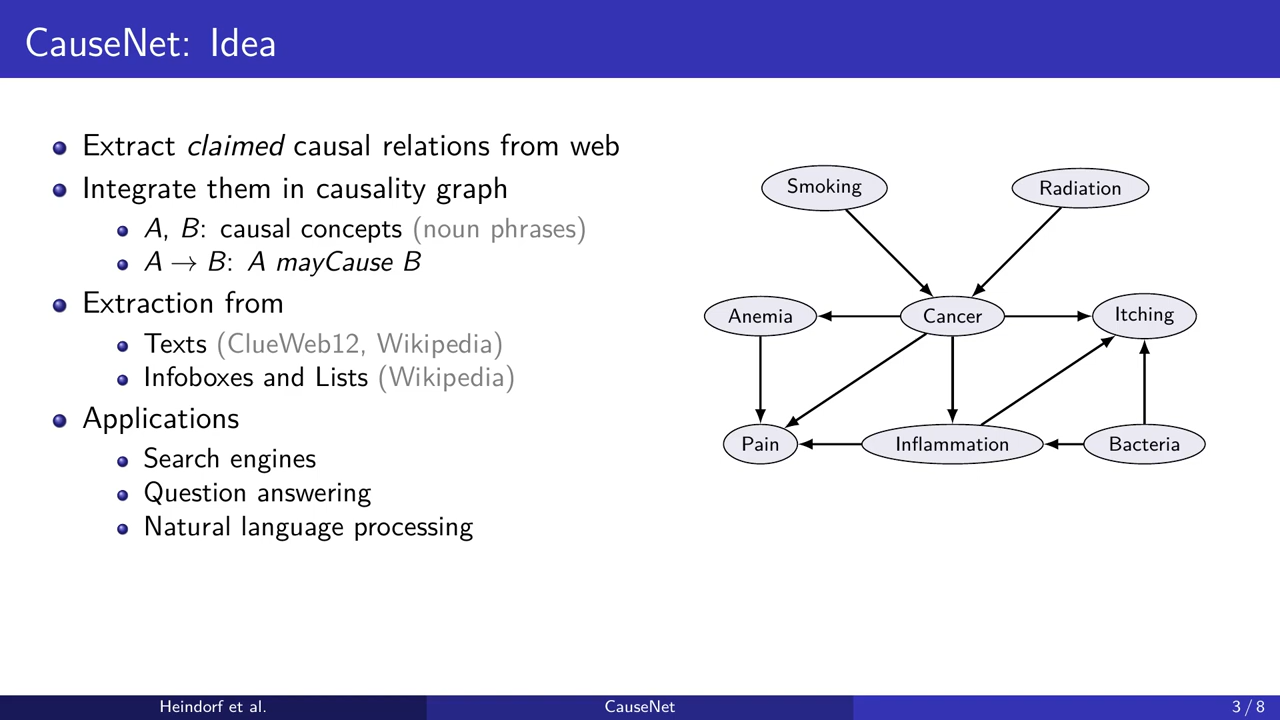 CauseNet: Idea
Extract claimed causal relations from web
Integrate them in causality graph
A, B: causal concepts (noun phrases)
A → B: A mayCause B
Extraction from
Texts (ClueWeb12, Wikipedia)
Infoboxes and Lists (Wikipedia)
Applications
Search engines
Question answering
Natural language processing
Smoking
Radiation
Anemia
Cancer
Itching
Pain
Inflammation
Bacteria
Heindorf et al.
CauseNet
3 / 8